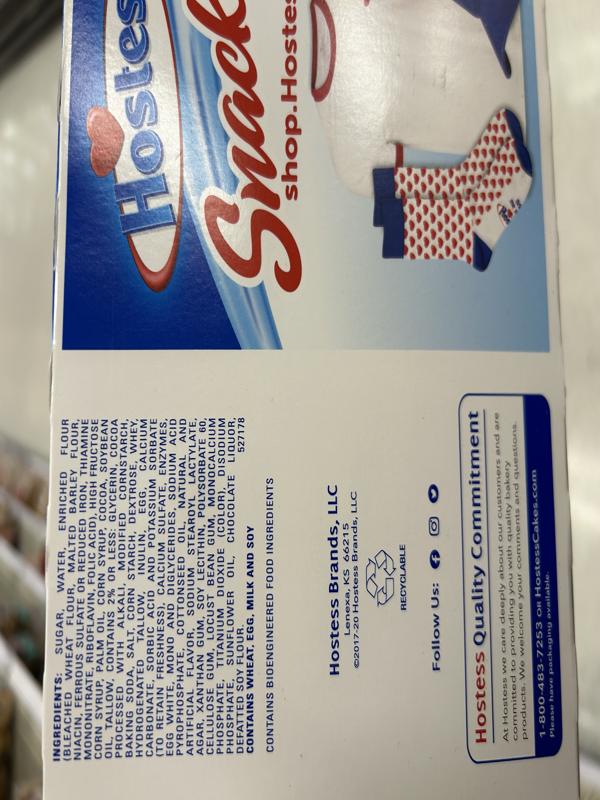 Hostes
Snack
shop.Hostes
INGREDIENTS: SUGAR, WATER, ENRICHED FLOUR
(BLEACHED WHEAT FLOUR, MALTED BARLEY FLOUR,
NIACIN, FERROUS SULFATE OR REDUCED IRON, THIAMINE
MONONITRATE, RIBOFLAVIN, FOLIC ACID), HIGH FRUCTOSE
CORN SYRUP, PALM OIL, CORN SYRUP, COCOA, SOYBEAN
OIL, TALLOW, CONTAINS 2% OR LESS: GLYCERIN, COCOA
PROCESSED WITH ALKALI, MODIFIED CORNSTARCH,
BAKING SODA, SALT, CORN STARCH, DEXTROSE, WHEY,
HYDROGENATED TALLOW, ENZYMES, EGGS, CALCIUM
CARBONATE, SORBIC ACID AND POTASSIUM SORBATE
(TO RETAIN FRESHNESS), CALCIUM SULFATE, ENZYMES,
EGG WHITES, MONO AND DIGLYCERIDES, SODIUM ACID
PYROPHOSPHATE, COTTONSEED OIL, NATURAL AND
ARTIFICIAL FLAVOR, SODIUM STEAROYL LACTYLATE,
AGAR, XANTHAN GUM, SOY LECITHIN, POLYSORBATE 60,
CELLULOSE GUM, LOCUST BEAN GUM, MONOCALCIUM
PHOSPHATE, TITANIUM DIOXIDE (COLOR), DISODIUM
PHOSPHATE, SUNFLOWER OIL, CHOCOLATE LIQUOR,
DEFATTED SOY FLOUR. 527178
CONTAINS WHEAT, EGG, MILK AND SOY
CONTAINS BIOENGINEERED FOOD INGREDIENTS
Hostess Brands, LLC
Lenexa, KS 66215
©2017-20 Hostess Brands, LLC
RECYCLABLE
Follow Us:
Hostess Quality Commitment
At Hostess we care deeply about our customers and are
committed to providing you with quality bakery
products. We welcome your comments and questions.
1-800-483-7253 OR HostessCakes.com
Please have packaging available.